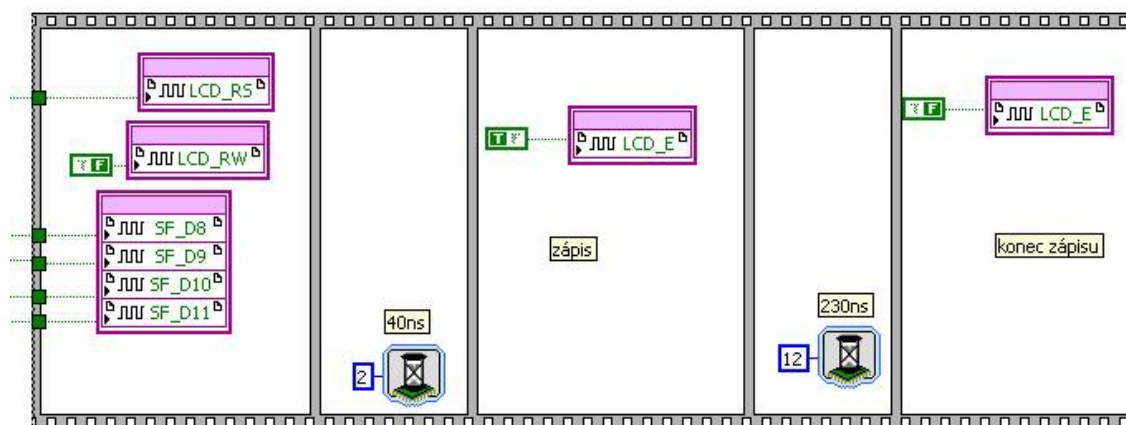 LCD_RS
F
LCD_RW
SF_D8
SF_D9
SF_D10
SF_D11
40ns
2
T
LCD_E
zápis
230ns
12
F
LCD_E
konec zápisu